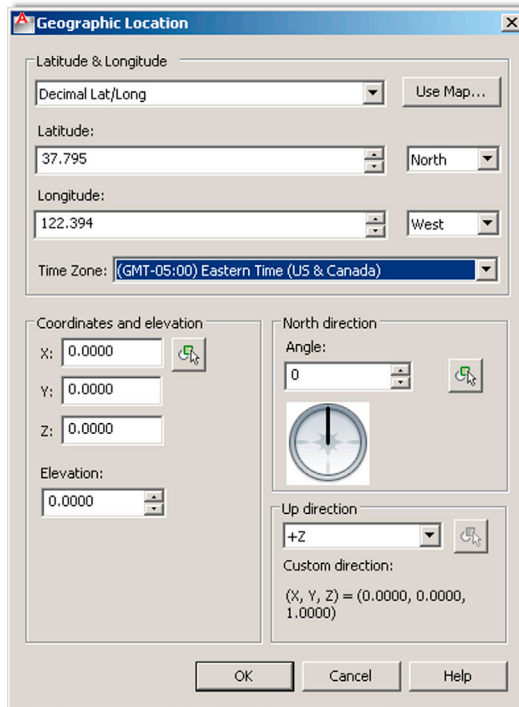 Geographic Location
Latitude & Longitude
Decimal Lat/Long
Use Map...
Latitude:
37.795
North
Longitude:
122.394
West
Time Zone: (GMT-05:00) Eastern Time (US & Canada)
Coordinates and elevation
X: 0.0000
Y: 0.0000
Z: 0.0000
Elevation:
0.0000
North direction
Angle:
0
Up direction
+Z
Custom direction:
(X, Y, Z) = (0.0000, 0.0000,
1.0000)
OK
Cancel
Help